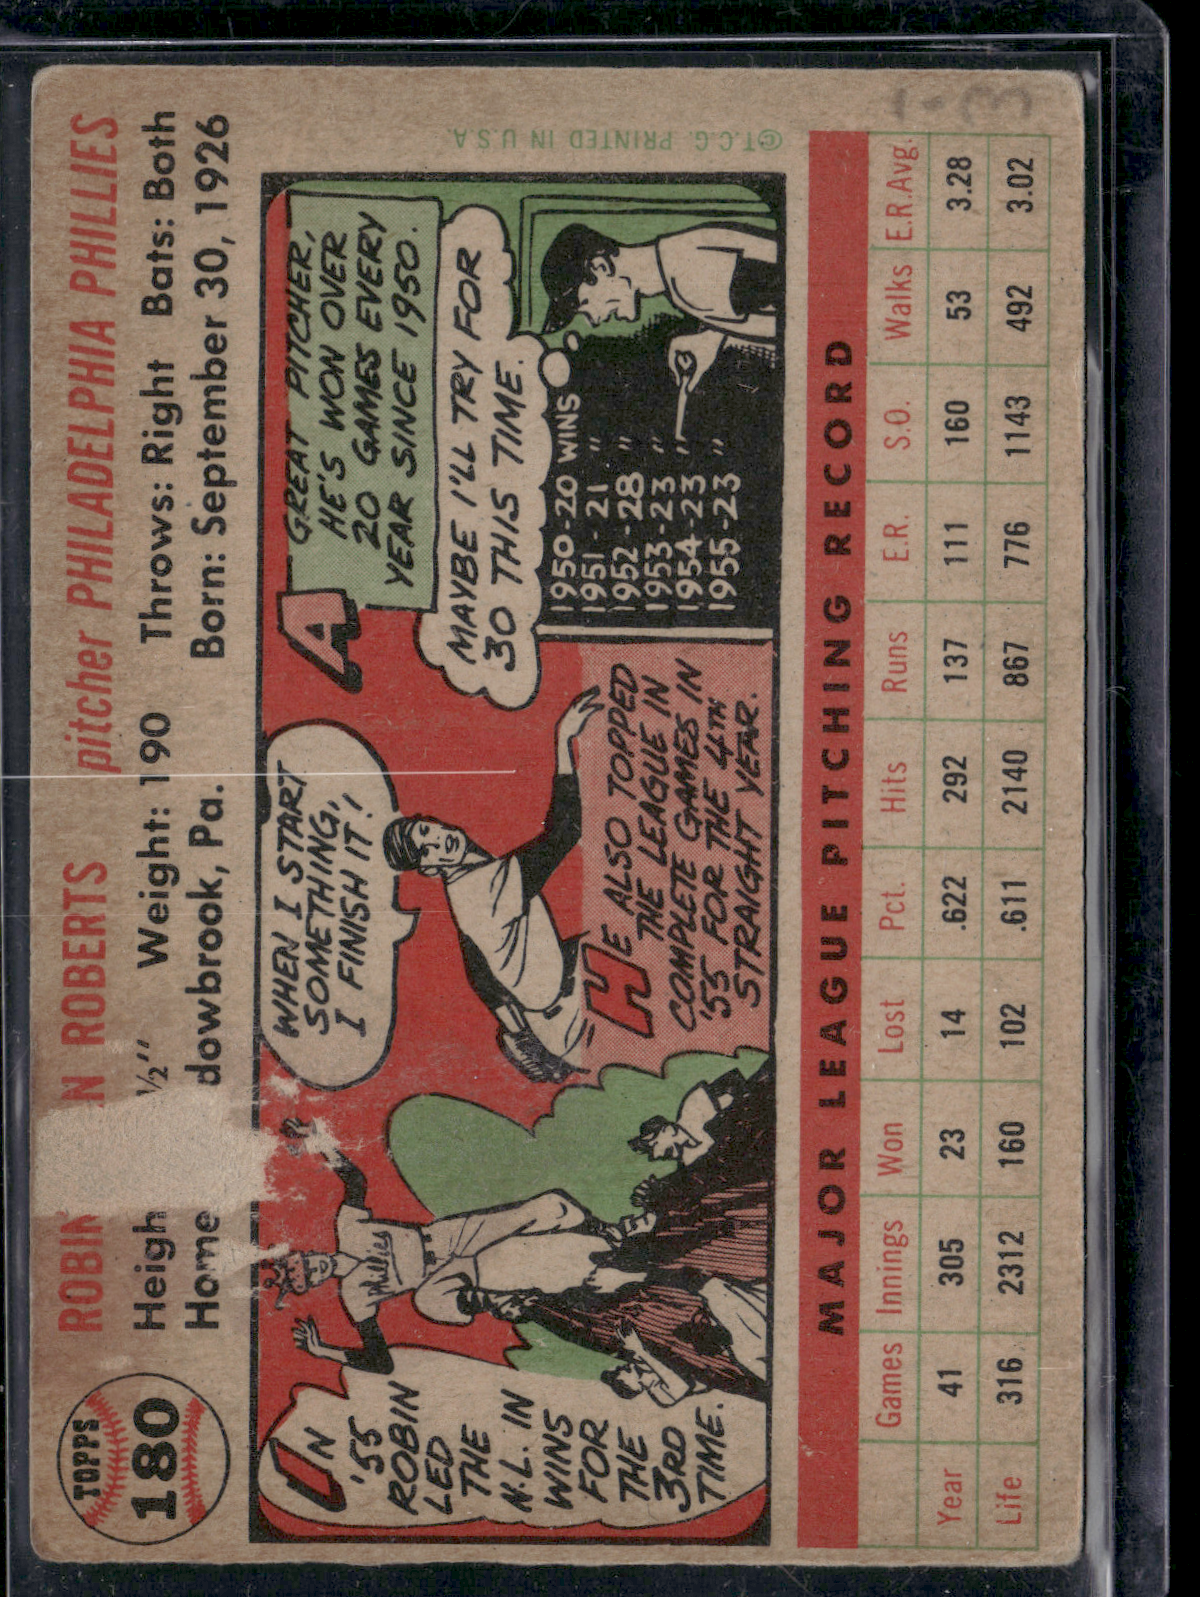 TOPPS
180
ROBIN N ROBERTS pitcher PHILADELPHIA PHILLIES
Heigh ½" Weight: 190 Throws: Right Bats: Both
Home dowbrook, Pa. Born: September 30, 1926
IN
'55
ROBIN
LED
THE
N.L. IN
WINS
FOR
THE
3RD
TIME.
Phillies
WHEN I START
SOMETHING,
I FINISH IT!
HE ALSO TOPPED
THE LEAGUE IN
COMPLETE GAMES IN
'55 FOR THE 4TH
STRAIGHT YEAR.
A GREAT PITCHER,
HE'S WON OVER
20 GAMES EVERY
YEAR SINCE 1950.
MAYBE I'LL TRY FOR
30 THIS TIME.
1950-20 WINS
1951-21 "
1952-28 "
1953-23 "
1954-23 "
1955-23 "
©T.C.G. PRINTED IN U.S.A.
MAJOR LEAGUE PITCHING RECORD
Games Innings Won Lost Pct. Hits Runs E.R. S.O. Walks E.R.Avg.
Year 41 305 23 14 .622 292 137 111 160 53 3.28
Life 316 2312 160 102 .611 2140 867 776 1143 492 3.02